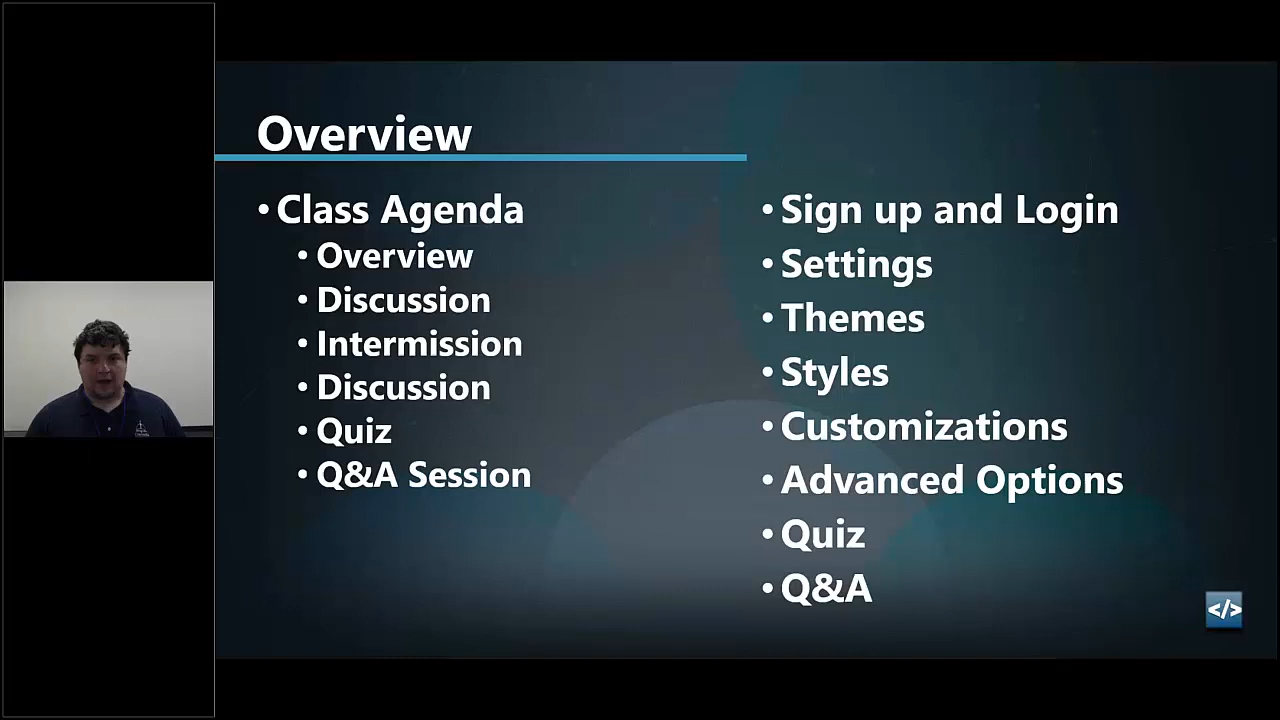 Overview
• Class Agenda
• Overview
• Discussion
• Intermission
• Discussion
• Quiz
• Q&A Session
• Sign up and Login
• Settings
• Themes
• Styles
• Customizations
• Advanced Options
• Quiz
• Q&A
</>